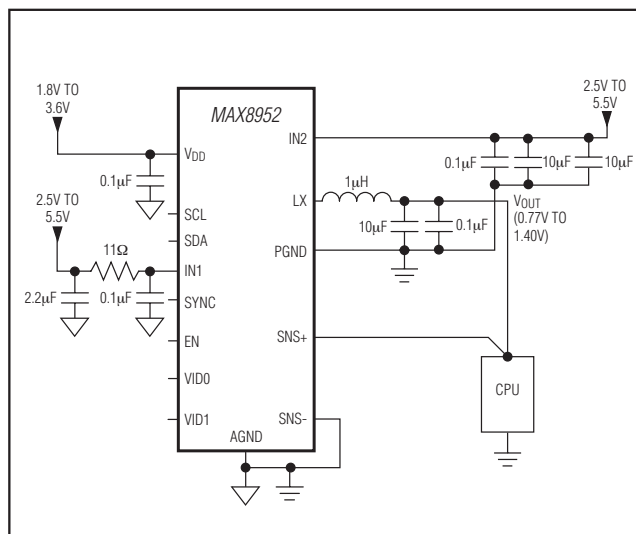 1.8V TO
3.6V
MAX8952
2.5V TO
5.5V
VDD
IN2
0.1μF
0.1μF
10μF
10μF
2.5V TO
5.5V
1μH
LX
VOUT
(0.77V TO
1.40V)
SCL
10μF
0.1μF
SDA
11Ω
PGND
IN1
2.2μF
0.1μF
SYNC
SNS+
EN
CPU
VID0
VID1
SNS-
AGND